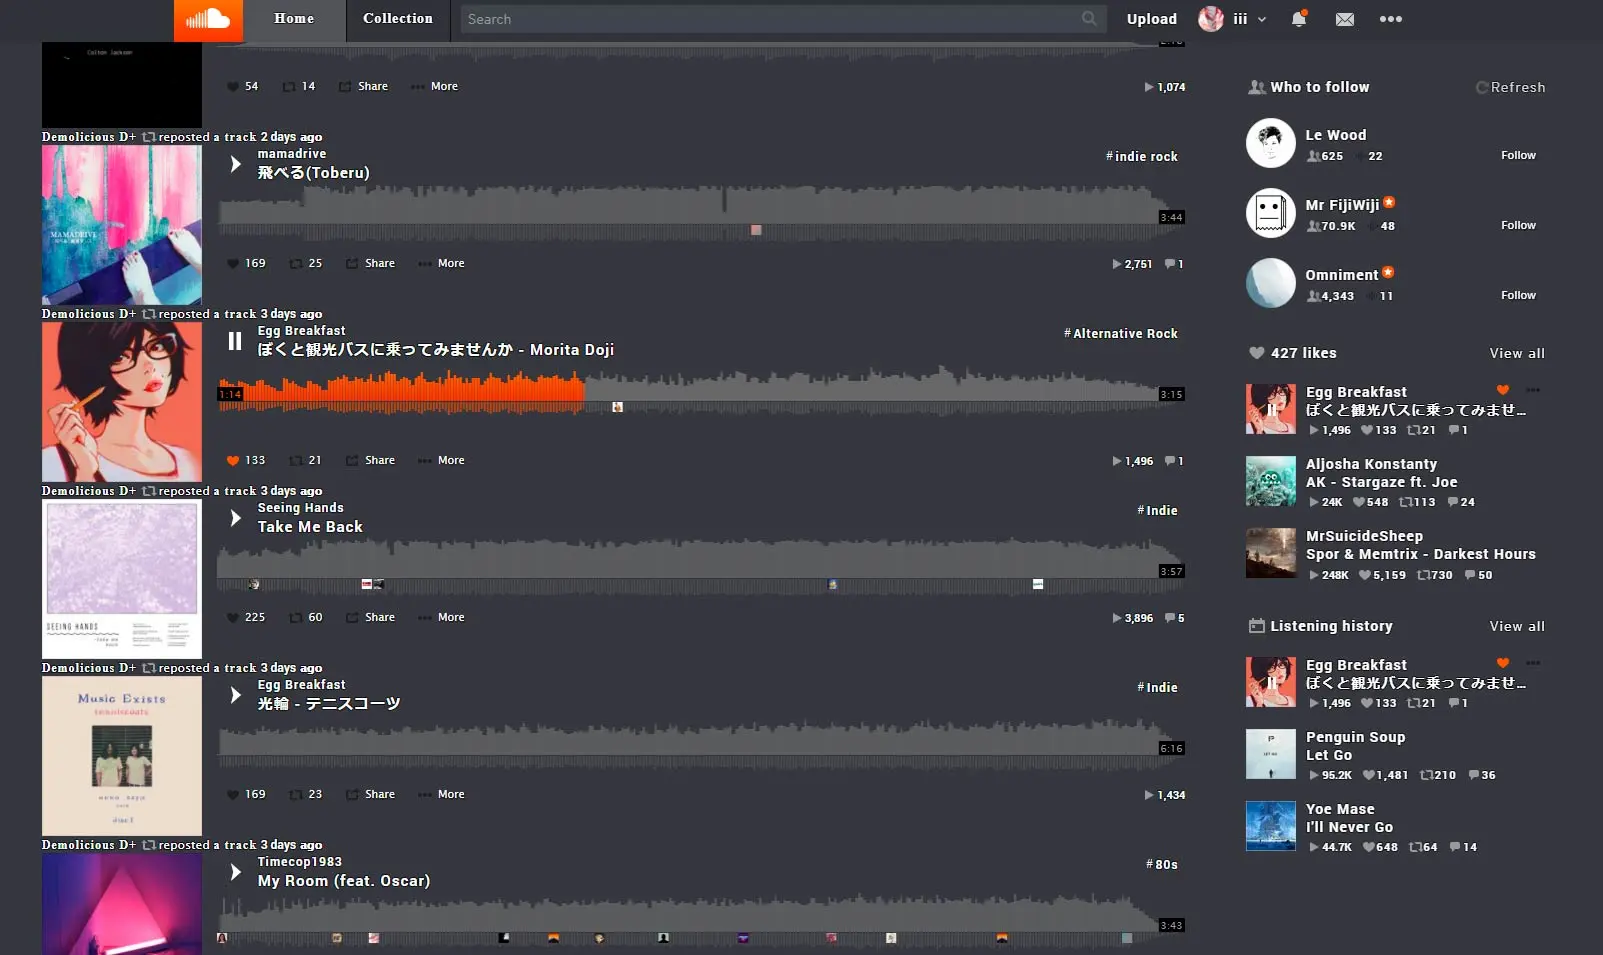 Home
Collection
Search
Upload
iii
Colton Jackson
54
14
Share
More
1,074
Demolicious D+ reposted a track 2 days ago
mamadrive
飛べる(Toberu)
#indie rock
MAMADRIVE
3:44
169
25
Share
More
2,751
1
Demolicious D+ reposted a track 3 days ago
Egg Breakfast
ぼくと観光バスに乗ってみませんか - Morita Doji
#Alternative Rock
1:14
3:15
133
21
Share
More
1,496
1
Demolicious D+ reposted a track 3 days ago
Seeing Hands
Take Me Back
#Indie
SEEING HANDS
3:57
225
60
Share
More
3,896
5
Demolicious D+ reposted a track 3 days ago
Egg Breakfast
光輪 - テニスコーツ
#Indie
Music Exists
tenniscoats
disc1
6:16
169
23
Share
More
1,434
Demolicious D+ reposted a track 3 days ago
Timecop1983
My Room (feat. Oscar)
#80s
3:43
Who to follow
Refresh
Le Wood
625
22
Follow
Mr FijiWiji
70.9K
48
Follow
Omniment
4,343
11
Follow
427 likes
View all
Egg Breakfast
ぼくと観光バスに乗ってみませ...
1,496
133
21
1
Aljosha Konstanty
AK - Stargaze ft. Joe
24K
548
113
24
MrSuicideSheep
Spor & Memtrix - Darkest Hours
248K
5,159
730
50
Listening history
View all
Egg Breakfast
ぼくと観光バスに乗ってみませ...
1,496
133
21
1
Penguin Soup
Let Go
LET GO
95.2K
1,481
210
36
Yoe Mase
I'll Never Go
44.7K
648
64
14